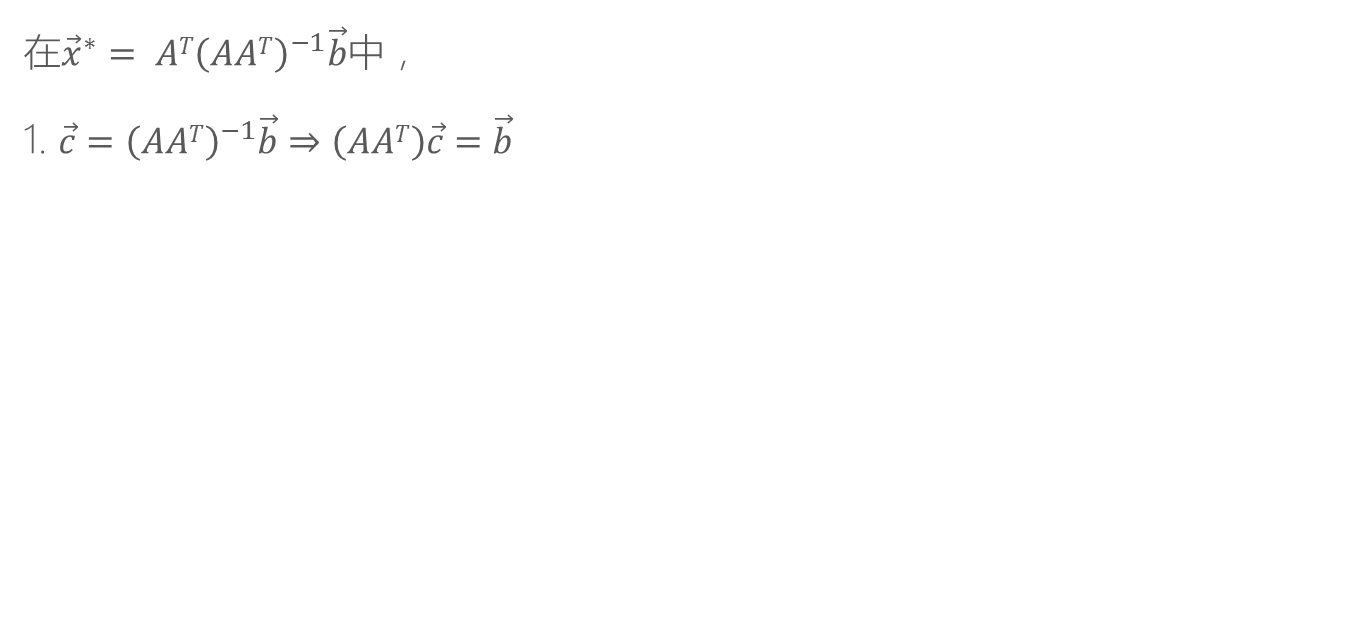 在x⃗* = Aᵀ(AAᵀ)⁻¹b⃗中，
1. c⃗ = (AAᵀ)⁻¹b⃗ ⇒ (AAᵀ)c⃗ = b⃗